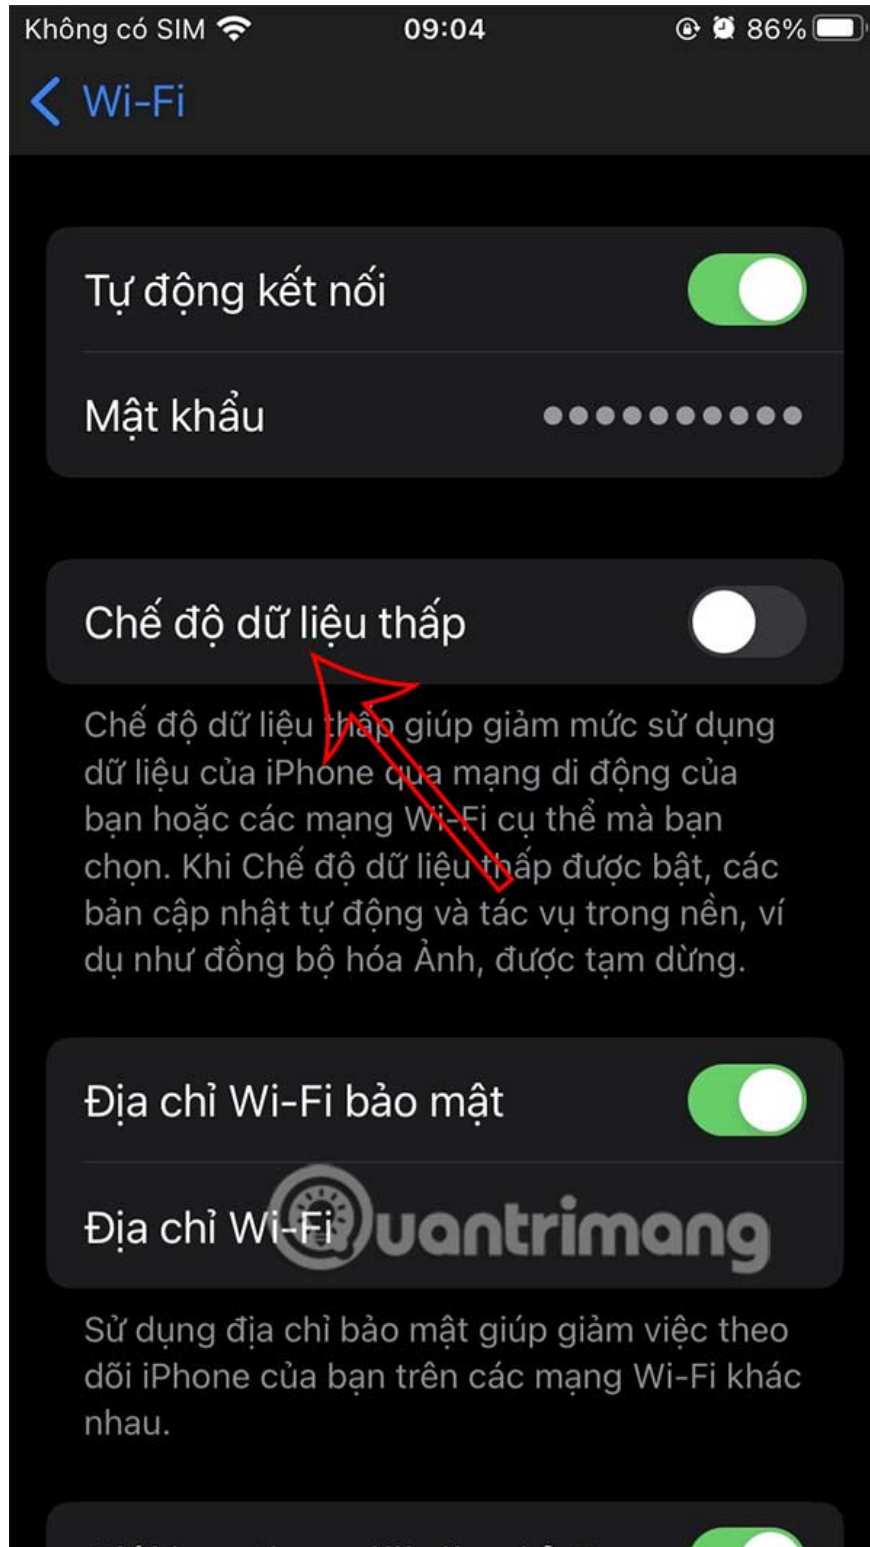 Không có SIM 09:04 86%
Wi-Fi
Tự động kết nối
Mật khẩu
Chế độ dữ liệu thấp
Chế độ dữ liệu thấp giúp giảm mức sử dụng
dữ liệu của iPhone qua mạng di động của
bạn hoặc các mạng Wi-Fi cụ thể mà bạn
chọn. Khi Chế độ dữ liệu thấp được bật, các
bản cập nhật tự động và tác vụ trong nền, ví
dụ như đồng bộ hóa Ảnh, được tạm dừng.
Địa chỉ Wi-Fi bảo mật
Địa chỉ Wi-Fi
Quantrimang
Sử dụng địa chỉ bảo mật giúp giảm việc theo
dõi iPhone của bạn trên các mạng Wi-Fi khác
nhau.